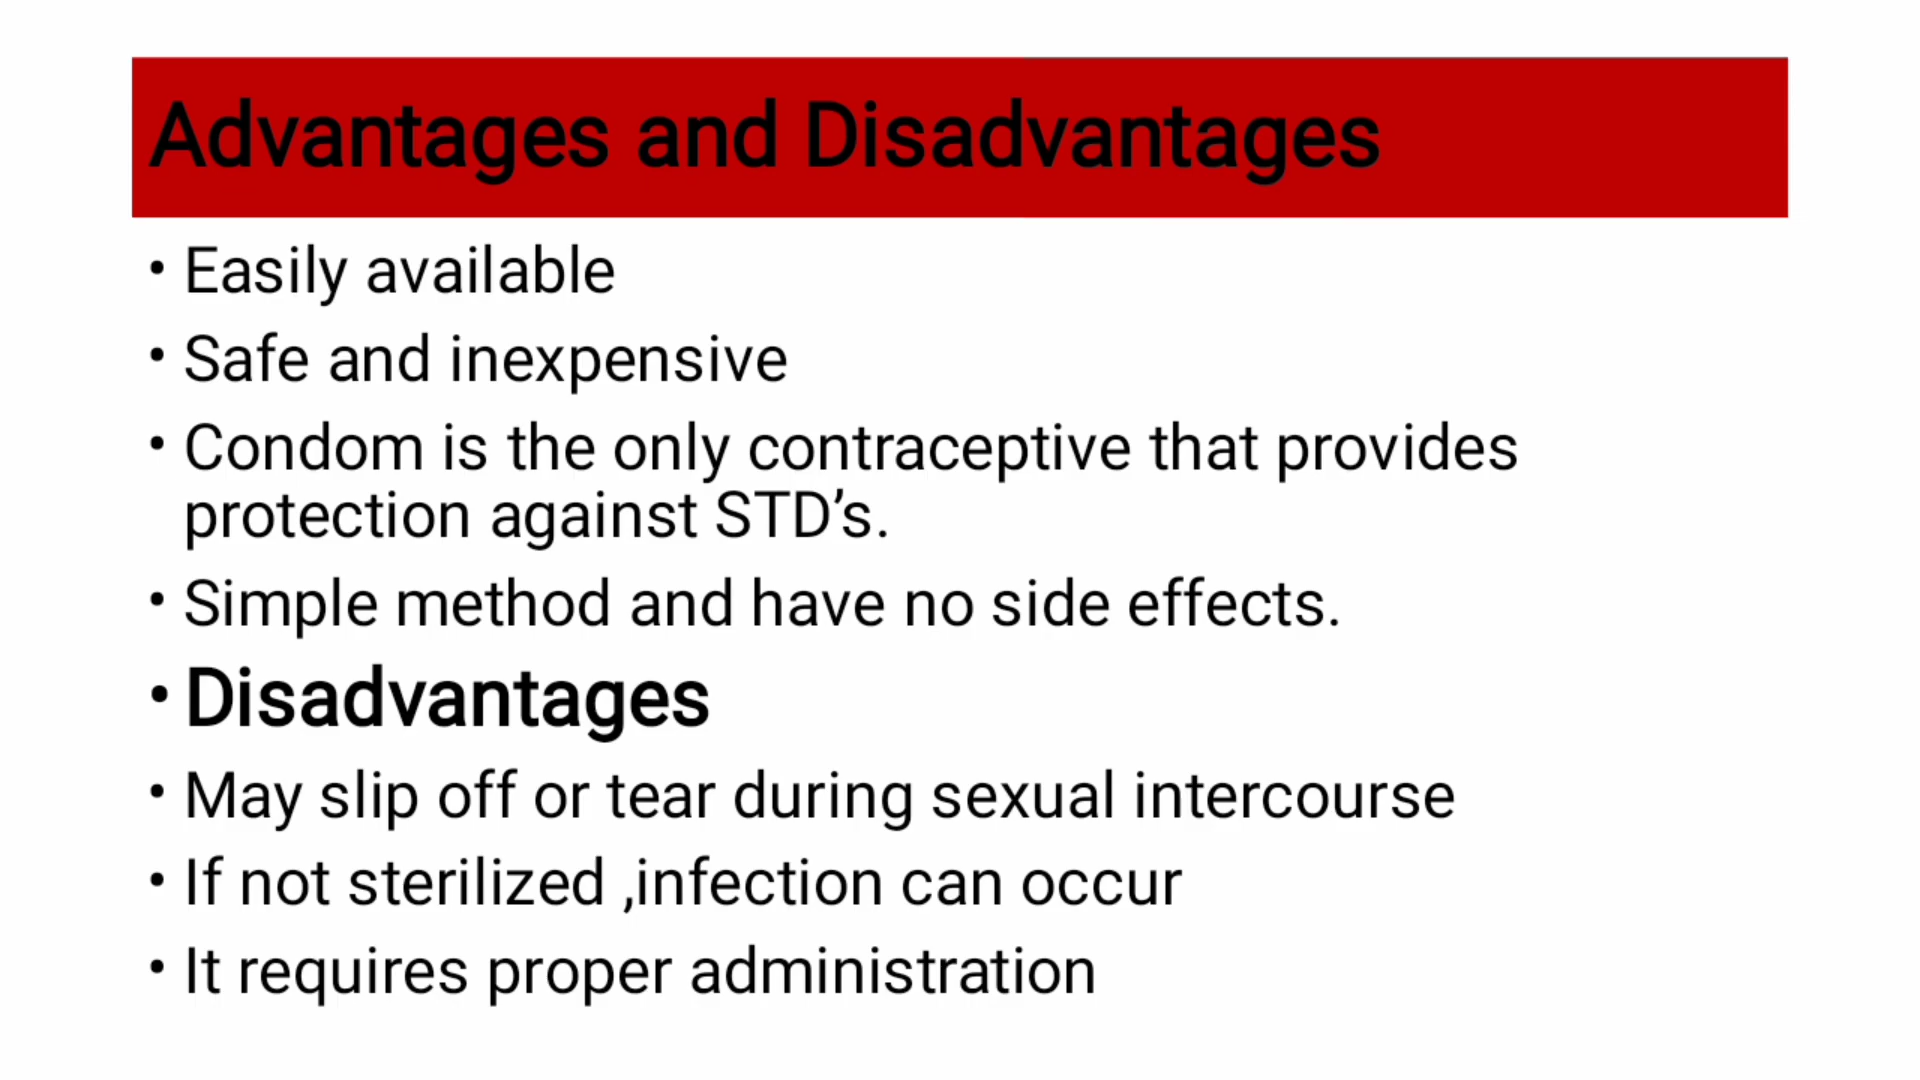 Advantages and Disadvantages
• Easily available
• Safe and inexpensive
• Condom is the only contraceptive that provides
protection against STD’s.
• Simple method and have no side effects.
• Disadvantages
• May slip off or tear during sexual intercourse
• If not sterilized ,infection can occur
• It requires proper administration